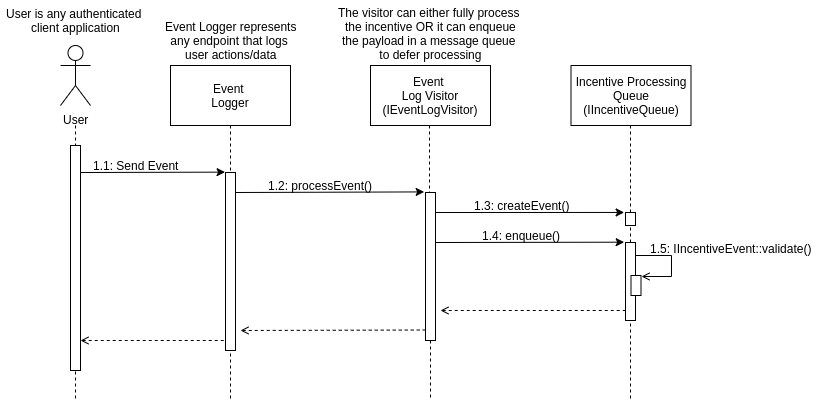 User is any authenticated
client application
Event Logger represents
any endpoint that logs
user actions/data
The visitor can either fully process
the incentive OR it can enqueue
the payload in a message queue
to defer processing
User
Event
Logger
Event
Log Visitor
(IEventLogVisitor)
Incentive Processing
Queue
(IIncentiveQueue)
1.1: Send Event
1.2: processEvent()
1.3: createEvent()
1.4: enqueue()
1.5: IIncentiveEvent::validate()